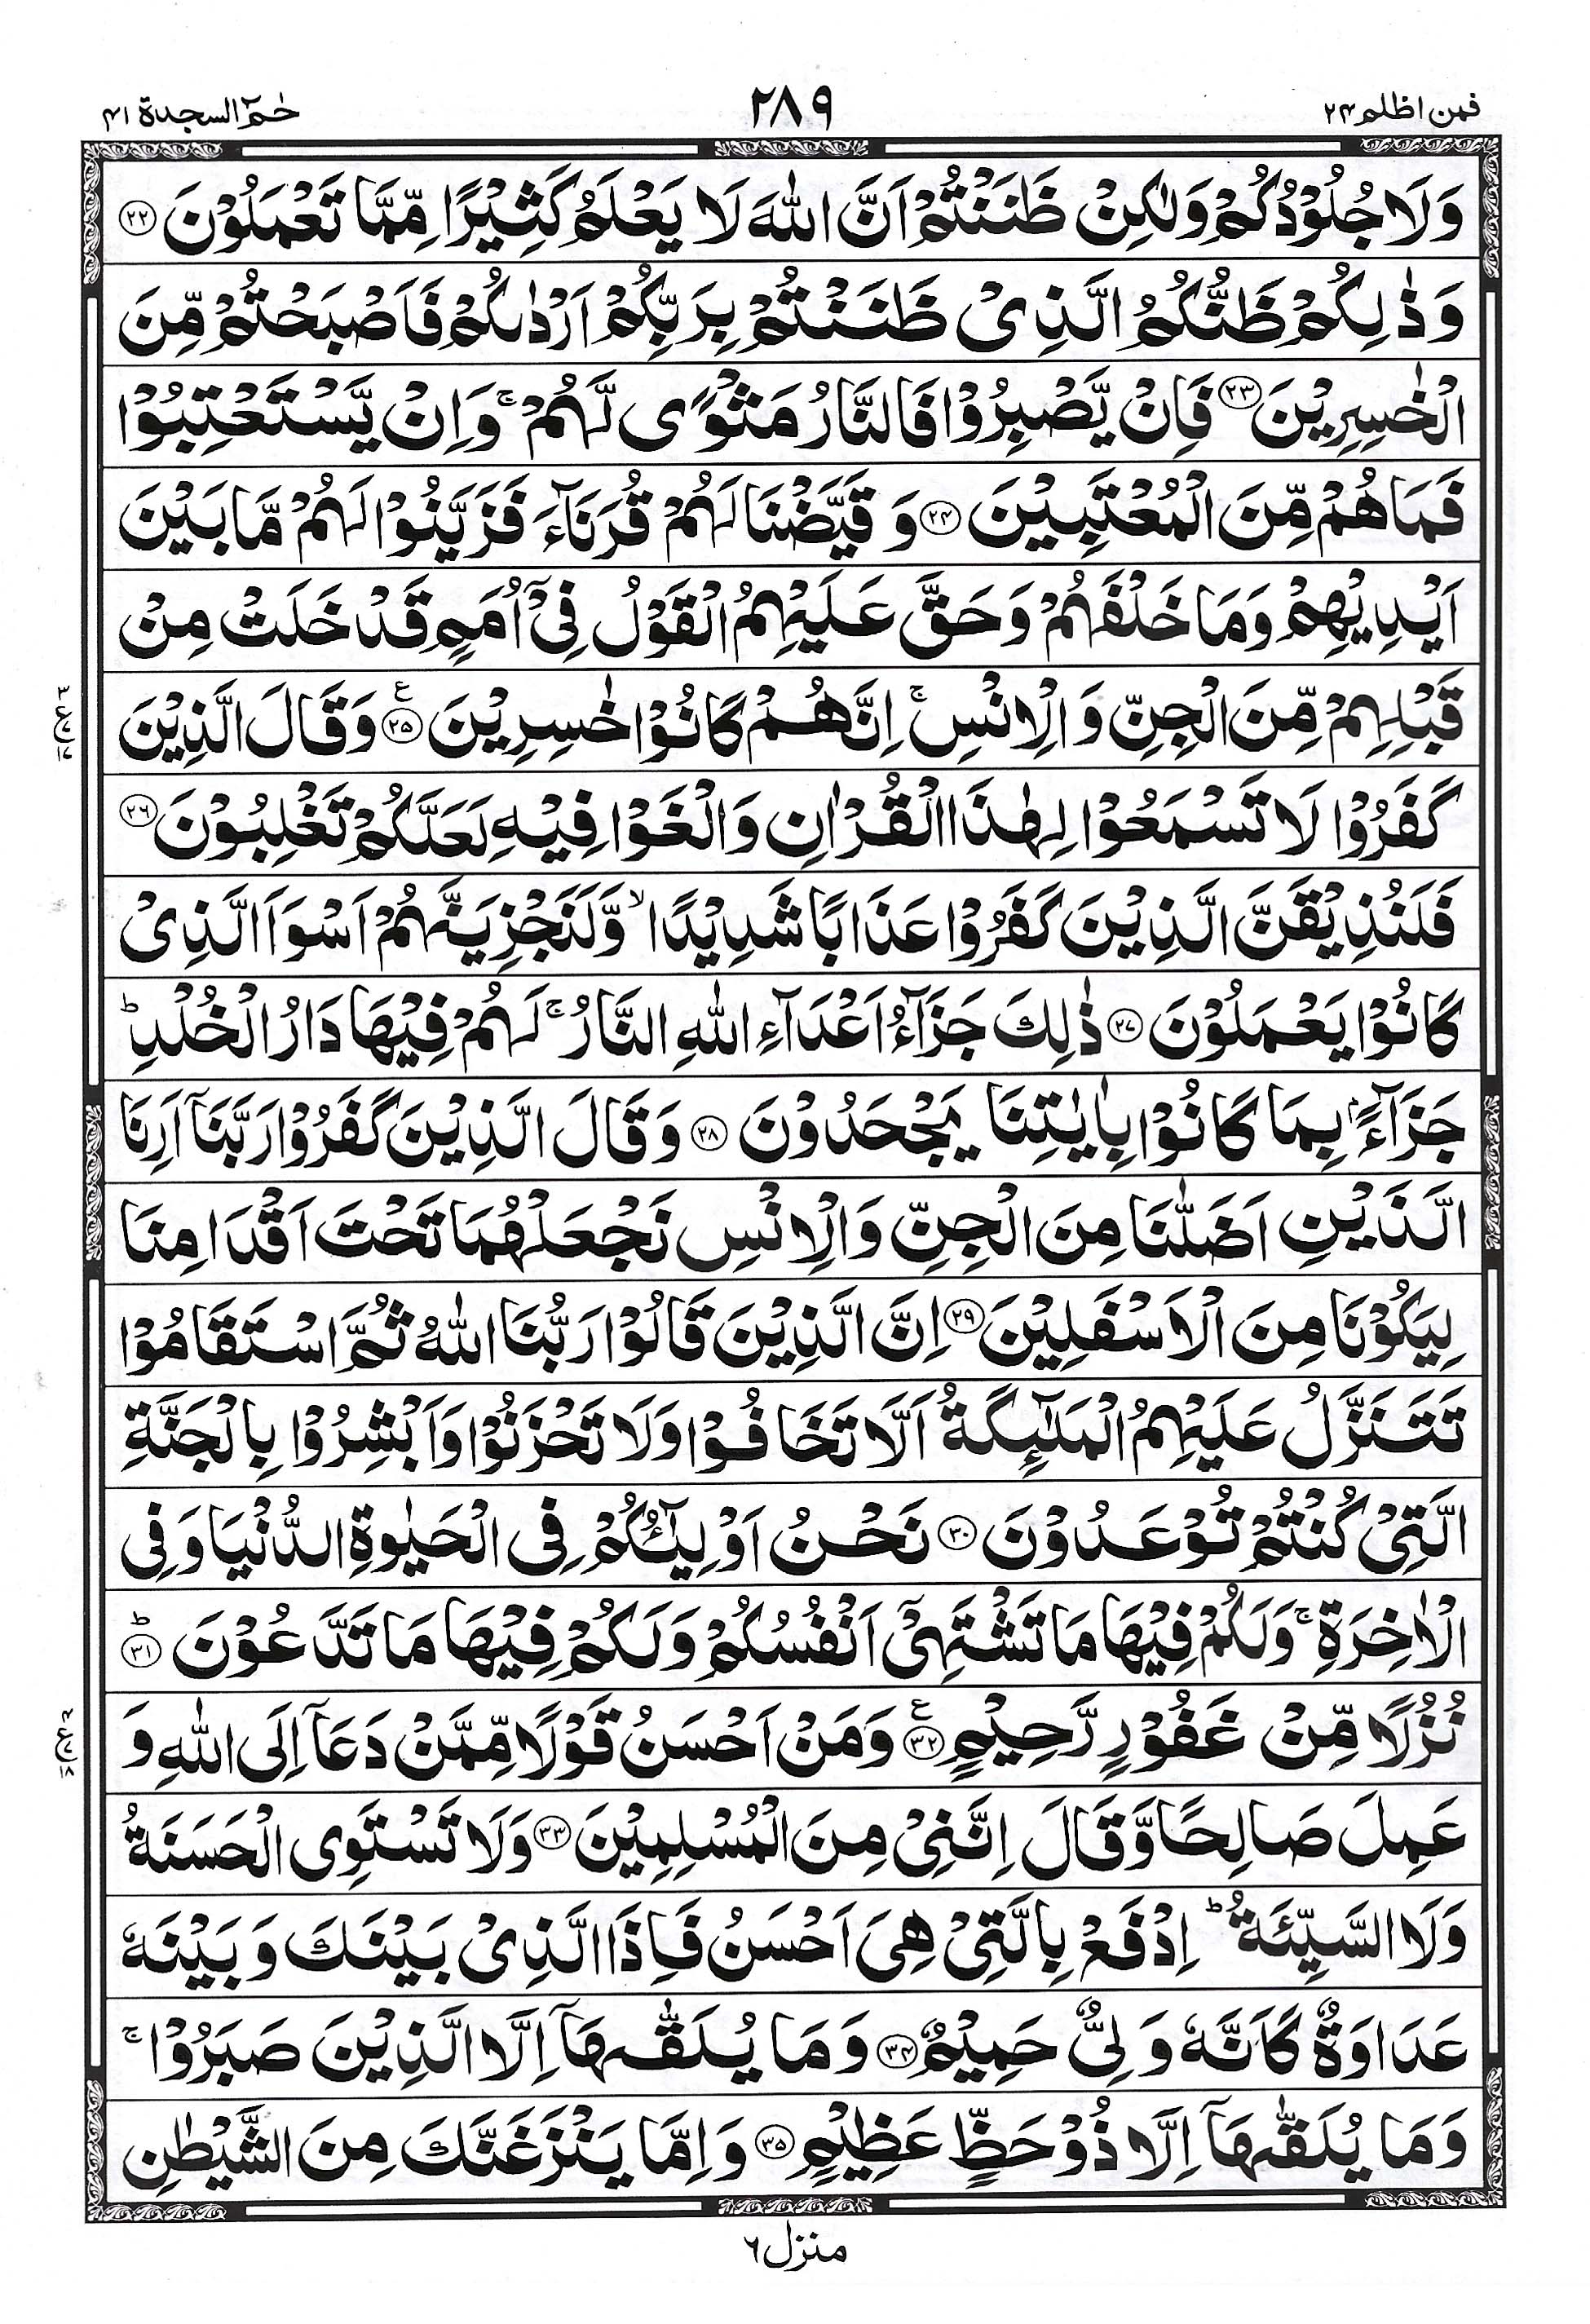 فمن اظلم ٢٤
٢٨٩
حٰمٓ السجدة ٤١
وَلَا جُلُوْدُكُمْ وَلٰكِنْ ظَنَنْتُمْ اَنَّ اللّٰهَ لَا يَعْلَمُ كَثِيْرًا مِّمَّا تَعْمَلُوْنَ ﴿٢٢﴾
وَذٰلِكُمْ ظَنُّكُمُ الَّذِىْ ظَنَنْتُمْ بِرَبِّكُمْ اَرْدٰىكُمْ فَاَصْبَحْتُمْ مِّنَ
الْخٰسِرِيْنَ ﴿٢٣﴾ فَاِنْ يَّصْبِرُوْا فَالنَّارُ مَثْوًى لَّهُمْ ۚ وَاِنْ يَّسْتَعْتِبُوْا
فَمَا هُمْ مِّنَ الْمُعْتَبِيْنَ ﴿٢٤﴾ وَ قَيَّضْنَا لَهُمْ قُرَنَآءَ فَزَيَّنُوْا لَهُمْ مَّا بَيْنَ
اَيْدِيْهِمْ وَمَا خَلْفَهُمْ وَحَقَّ عَلَيْهِمُ الْقَوْلُ فِىْٓ اُمَمٍ قَدْ خَلَتْ مِنْ
قَبْلِهِمْ مِّنَ الْجِنِّ وَالْاِنْسِ ۚ اِنَّهُمْ كَانُوْا خٰسِرِيْنَ ﴿٢٥﴾ ع وَقَالَ الَّذِيْنَ
كَفَرُوْا لَا تَسْمَعُوْا لِهٰذَا الْقُرْاٰنِ وَالْغَوْا فِيْهِ لَعَلَّكُمْ تَغْلِبُوْنَ ﴿٢٦﴾
فَلَنُذِيْقَنَّ الَّذِيْنَ كَفَرُوْا عَذَابًا شَدِيْدًا ۙ وَّلَنَجْزِيَنَّهُمْ اَسْوَاَ الَّذِىْ
كَانُوْا يَعْمَلُوْنَ ﴿٢٧﴾ ذٰلِكَ جَزَآءُ اَعْدَآءِ اللّٰهِ النَّارُ ۚ لَهُمْ فِيْهَا دَارُ الْخُلْدِ ؕ
جَزَآءًۢ بِمَا كَانُوْا بِاٰيٰتِنَا يَجْحَدُوْنَ ﴿٢٨﴾ وَقَالَ الَّذِيْنَ كَفَرُوْا رَبَّنَآ اَرِنَا
الَّذَيْنِ اَضَلّٰنَا مِنَ الْجِنِّ وَالْاِنْسِ نَجْعَلْهُمَا تَحْتَ اَقْدَامِنَا
لِيَكُوْنَا مِنَ الْاَسْفَلِيْنَ ﴿٢٩﴾ اِنَّ الَّذِيْنَ قَالُوْا رَبُّنَا اللّٰهُ ثُمَّ اسْتَقَامُوْا
تَتَنَزَّلُ عَلَيْهِمُ الْمَلٰٓئِكَةُ اَلَّا تَخَافُوْا وَلَا تَحْزَنُوْا وَاَبْشِرُوْا بِالْجَنَّةِ
الَّتِىْ كُنْتُمْ تُوْعَدُوْنَ ﴿٣٠﴾ نَحْنُ اَوْلِيٰٓؤُكُمْ فِى الْحَيٰوةِ الدُّنْيَا وَفِى
الْاٰخِرَةِ ۚ وَلَكُمْ فِيْهَا مَا تَشْتَهِىْٓ اَنْفُسُكُمْ وَلَكُمْ فِيْهَا مَا تَدَّعُوْنَ ؕ ﴿٣١﴾
نُزُلًا مِّنْ غَفُوْرٍ رَّحِيْمٍ ﴿٣٢﴾ ع وَمَنْ اَحْسَنُ قَوْلًا مِّمَّنْ دَعَآ اِلَى اللّٰهِ وَ
عَمِلَ صَالِحًا وَّقَالَ اِنَّنِىْ مِنَ الْمُسْلِمِيْنَ ﴿٣٣﴾ وَلَا تَسْتَوِى الْحَسَنَةُ
وَلَا السَّيِّئَةُ ؕ اِدْفَعْ بِالَّتِىْ هِىَ اَحْسَنُ فَاِذَا الَّذِىْ بَيْنَكَ وَبَيْنَهٗ
عَدَاوَةٌ كَاَنَّهٗ وَلِىٌّ حَمِيْمٌ ﴿٣٤﴾ وَمَا يُلَقّٰىهَآ اِلَّا الَّذِيْنَ صَبَرُوْا ۚ
وَمَا يُلَقّٰىهَآ اِلَّا ذُوْ حَظٍّ عَظِيْمٍ ﴿٣٥﴾ وَاِمَّا يَنْزَغَنَّكَ مِنَ الشَّيْطٰنِ
منزل ٦